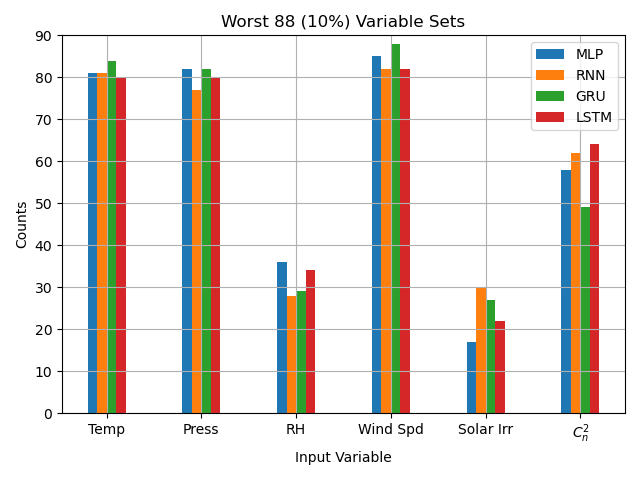 Worst 88 (10%) Variable Sets
90
80
70
60
50
40
30
20
10
0
Counts
MLP
RNN
GRU
LSTM
Temp Press RH Wind Spd Solar Irr $C_n^2$
Input Variable